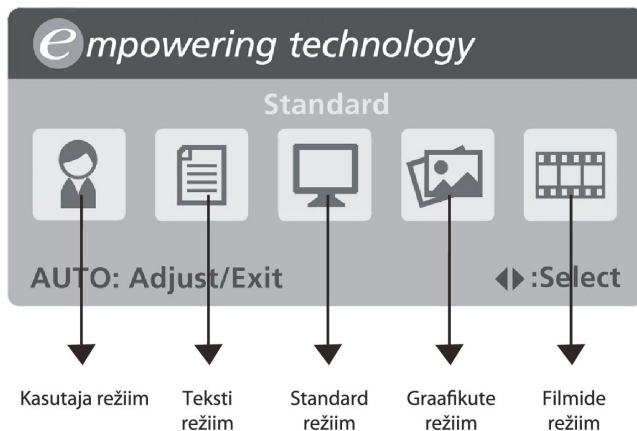 empowering technology
Standard
AUTO: Adjust/Exit ◀▶:Select
Kasutaja režiim Teksti režiim Standard režiim Graafikute režiim Filmide režiim